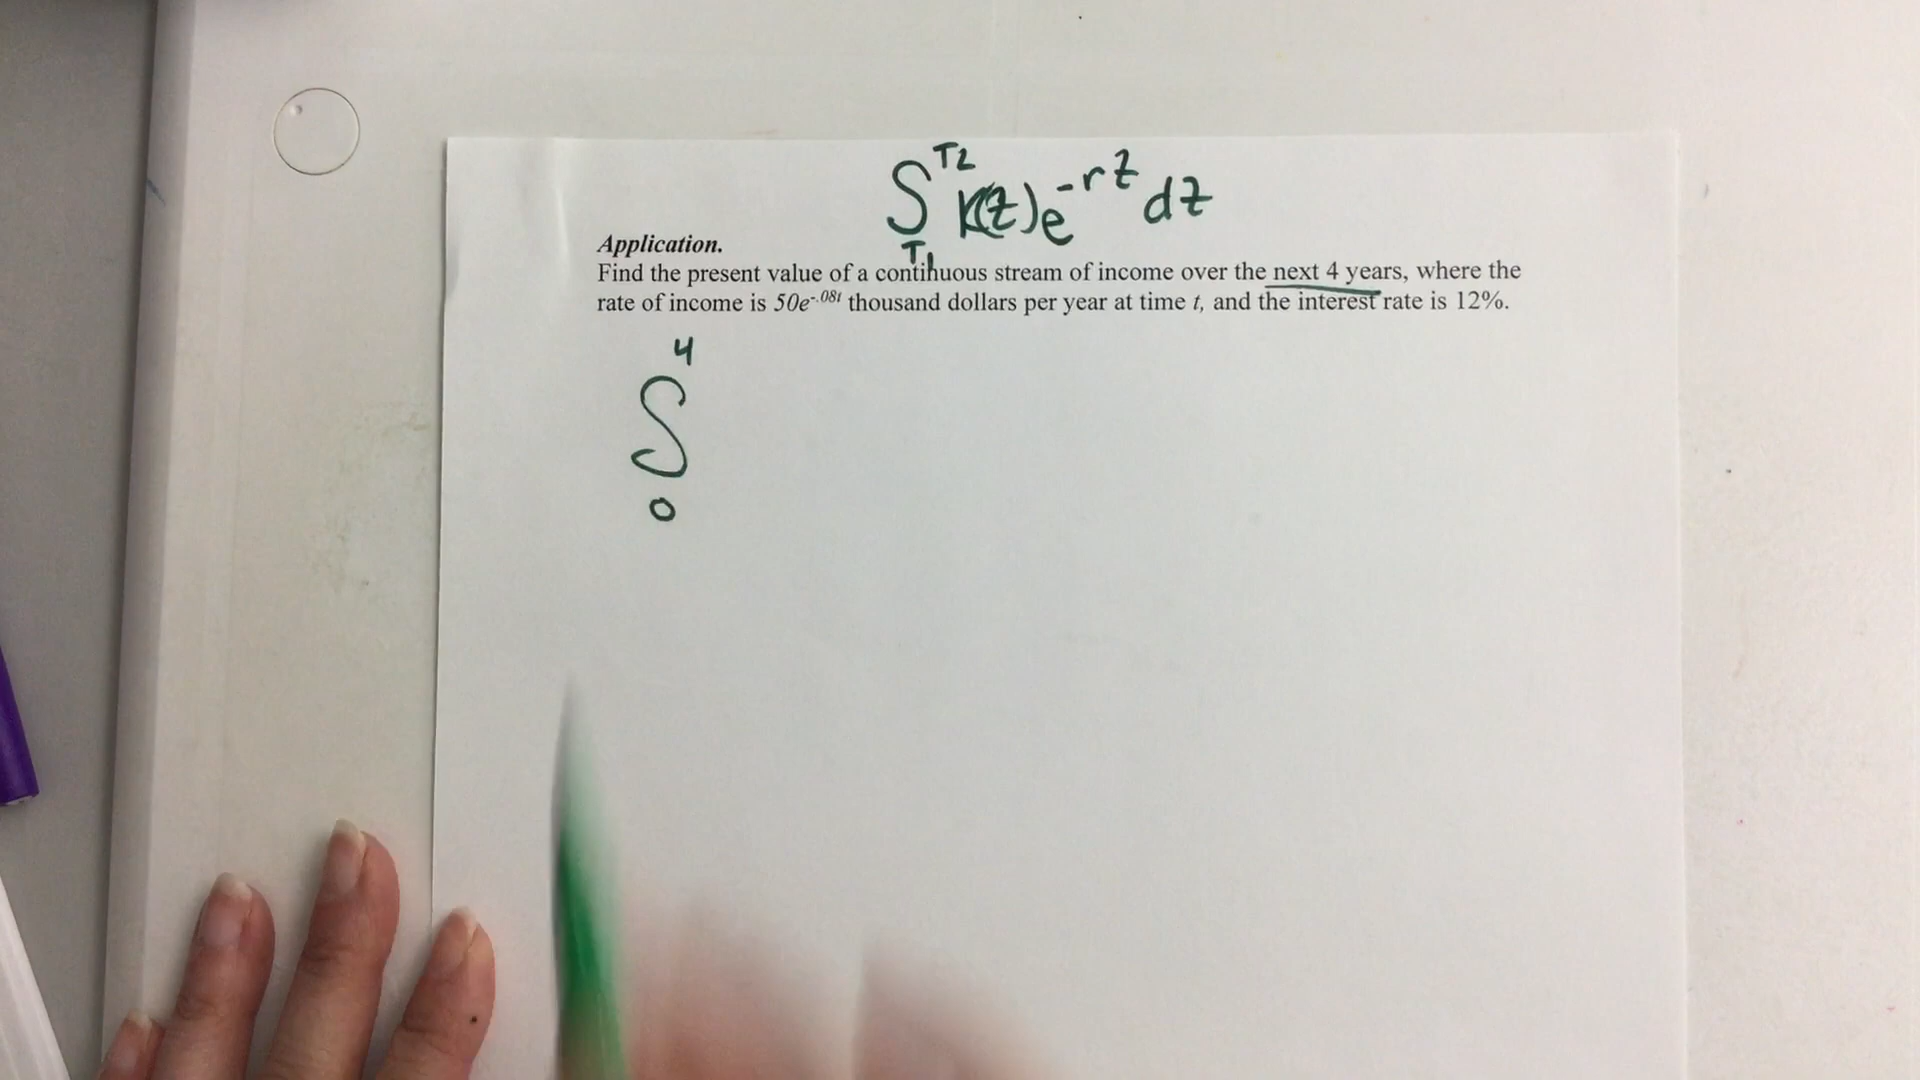 ∫_{T1}^{T2} K(z)e^{-rz} dz
Application.
Find the present value of a continuous stream of income over the next 4 years, where the
rate of income is 50e^{-.08t} thousand dollars per year at time t, and the interest rate is 12%.
4
∫
0